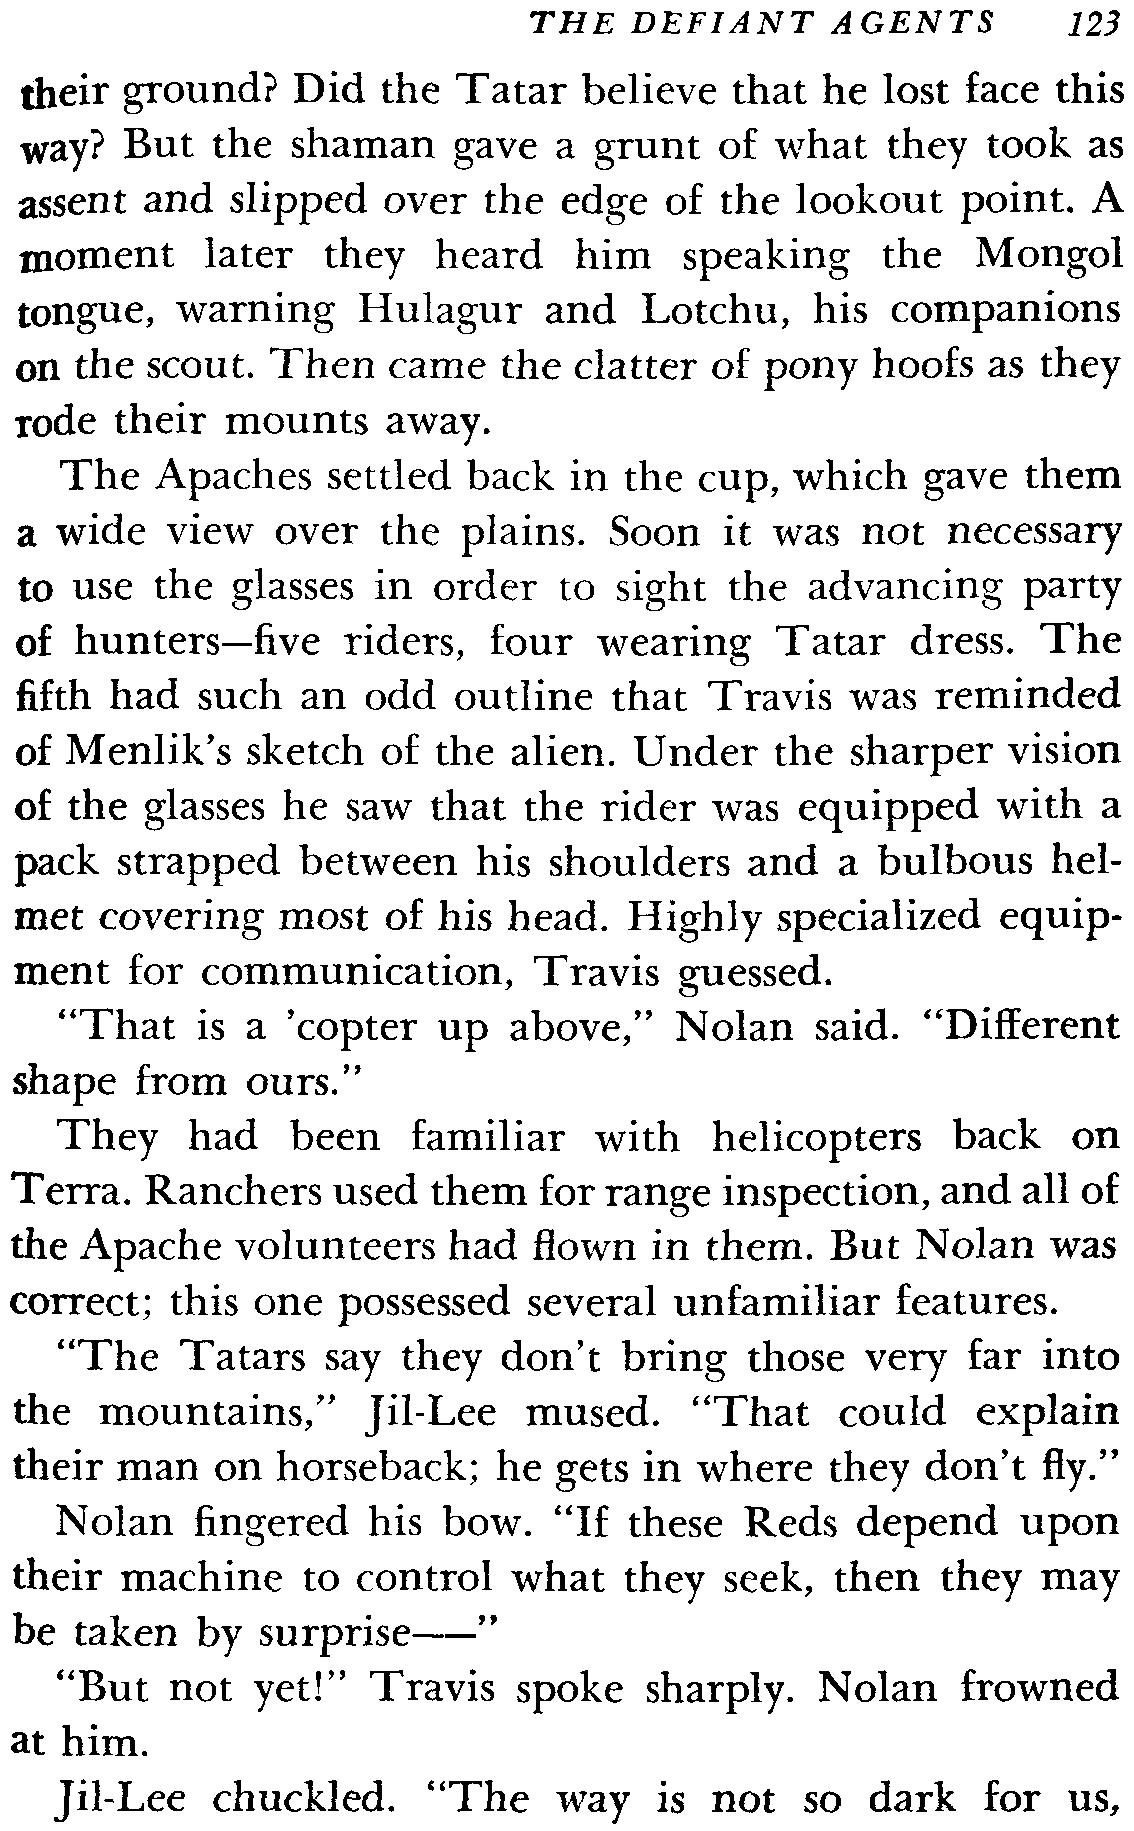 THE DEFIANT AGENTS 123
their ground? Did the Tatar believe that he lost face this
way? But the shaman gave a grunt of what they took as
assent and slipped over the edge of the lookout point. A
moment later they heard him speaking the Mongol
tongue, warning Hulagur and Lotchu, his companions
on the scout. Then came the clatter of pony hoofs as they
rode their mounts away.
The Apaches settled back in the cup, which gave them
a wide view over the plains. Soon it was not necessary
to use the glasses in order to sight the advancing party
of hunters—five riders, four wearing Tatar dress. The
fifth had such an odd outline that Travis was reminded
of Menlik's sketch of the alien. Under the sharper vision
of the glasses he saw that the rider was equipped with a
pack strapped between his shoulders and a bulbous hel-
met covering most of his head. Highly specialized equip-
ment for communication, Travis guessed.
"That is a 'copter up above," Nolan said. "Different
shape from ours."
They had been familiar with helicopters back on
Terra. Ranchers used them for range inspection, and all of
the Apache volunteers had flown in them. But Nolan was
correct; this one possessed several unfamiliar features.
"The Tatars say they don't bring those very far into
the mountains," Jil-Lee mused. "That could explain
their man on horseback; he gets in where they don't fly."
Nolan fingered his bow. "If these Reds depend upon
their machine to control what they seek, then they may
be taken by surprise——"
"But not yet!" Travis spoke sharply. Nolan frowned
at him.
Jil-Lee chuckled. "The way is not so dark for us,